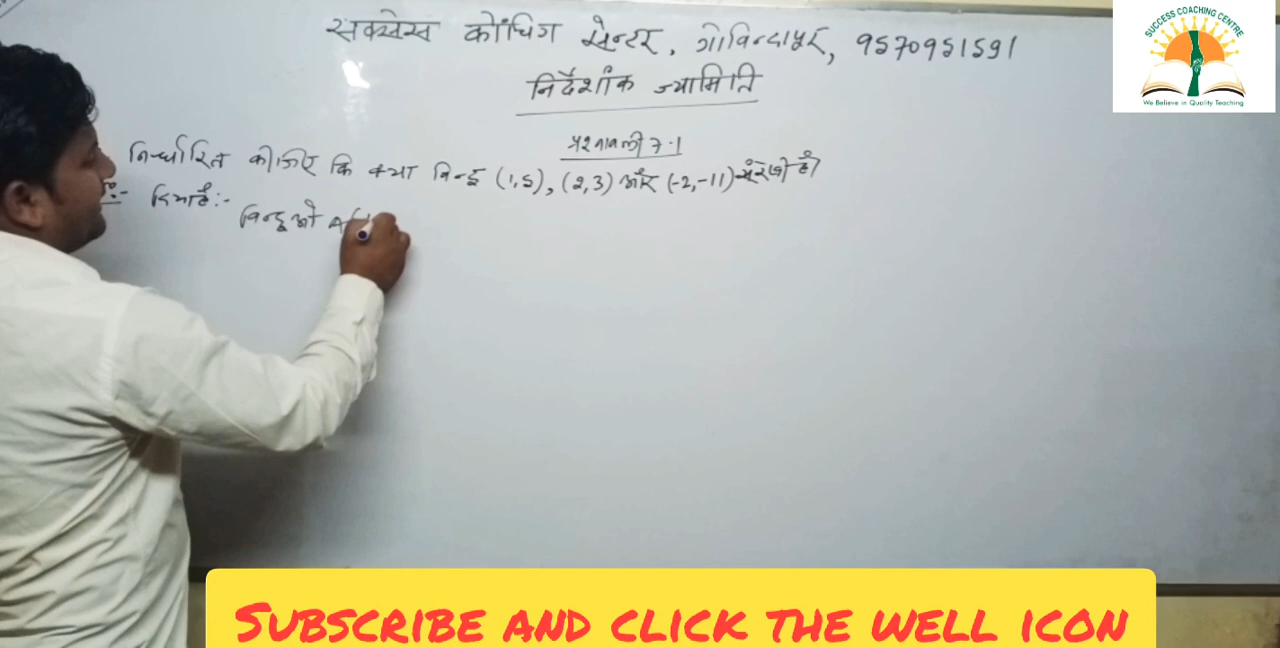 सक्सेस कोचिंग सेन्टर, गोविन्दापुर, 9570951591
निर्देशांक ज्यामिति
प्रश्नावली 7.1
निर्धारित कीजिए कि क्या बिन्दु (1,5), (2,3) और (-2,-11) संरेखी हैं।
दिया है:-
बिन्दुओ A(
SUCCESS COACHING CENTRE
We Believe in Quality Teaching
SUBSCRIBE AND CLICK THE WELL ICON